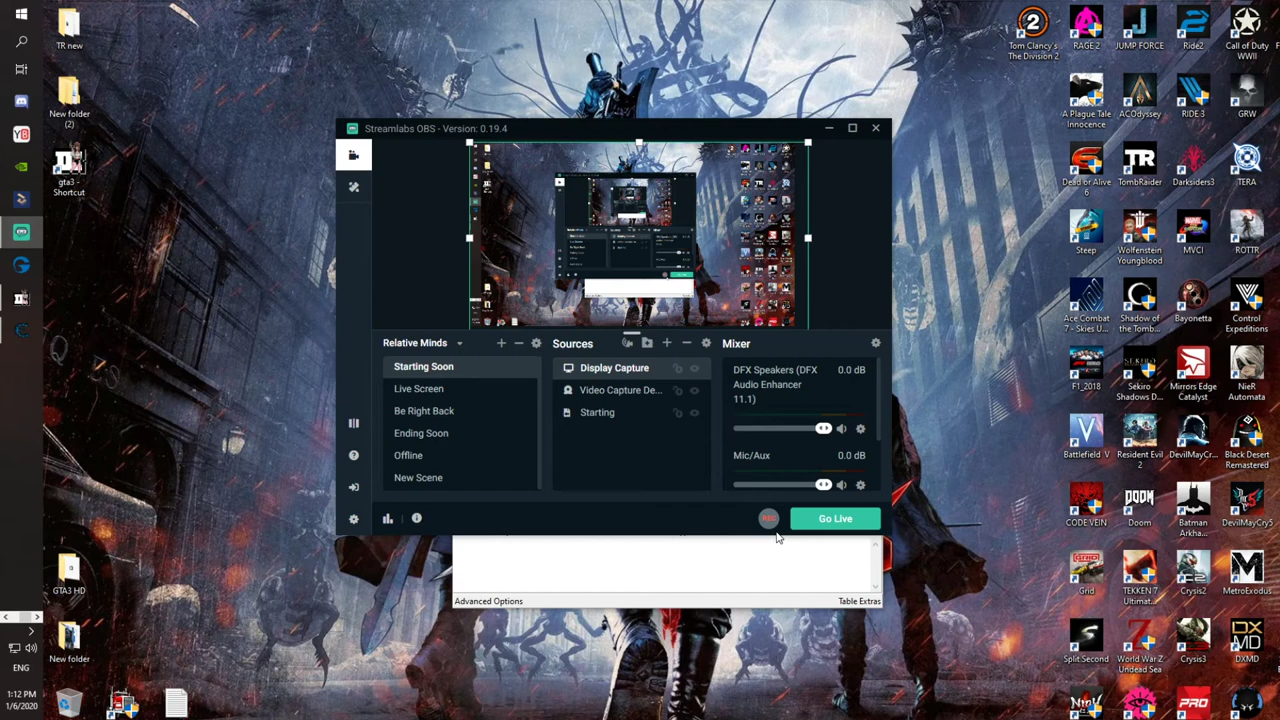 TR new
New folder
(2)
gta3 -
Shortcut
GTA3 HD
New folder
ENG
1:12 PM
1/6/2020
Streamlabs OBS - Version: 0.19.4
Relative Minds
Starting Soon
Live Screen
Be Right Back
Ending Soon
Offline
New Scene
Sources
Display Capture
Video Capture De...
Starting
Mixer
DFX Speakers (DFX
Audio Enhancer
11.1)
0.0 dB
Mic/Aux
0.0 dB
REC
Go Live
Advanced Options
Table Extras
Tom Clancy's
The Division 2
RAGE 2
JUMP FORCE
Ride2
Call of Duty
WWII
A Plague Tale
Innocence
ACOdyssey
RIDE 3
GRW
Dead or Alive
6
TombRaider
Darksiders3
TERA
Steep
Wolfenstein
Youngblood
MVCI
ROTTR
Ace Combat
7 - Skies U...
Shadow of
the Tomb...
Bayonetta
Control
Expeditions
F1_2018
Sekiro
Shadows D...
Mirrors Edge
Catalyst
NieR
Automata
Battlefield V
Resident Evil
2
DevilMayCry...
Black Desert
Remastered
CODE VEIN
Doom
Batman
Arkha...
DevilMayCry5
Grid
TEKKEN 7
Ultimat...
Crysis2
MetroExodus
Split.Second
World War Z
Undead Sea
Crysis3
DXMD